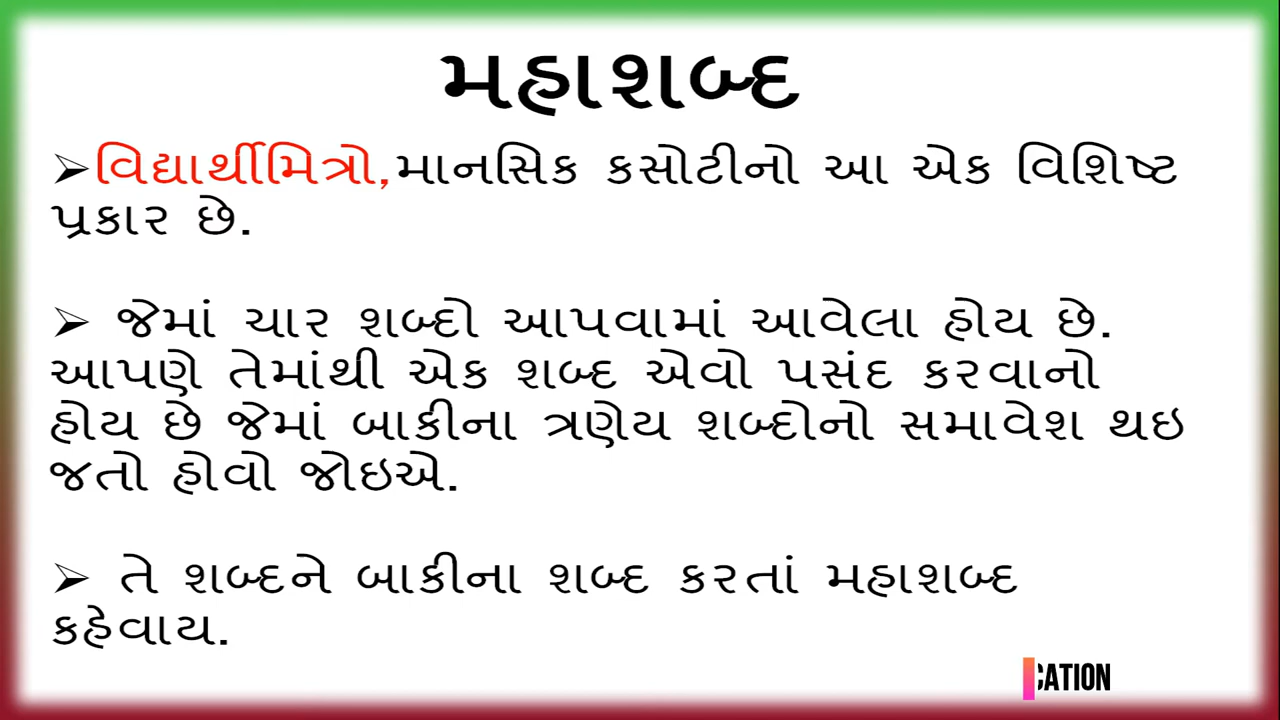 મહાશબ્દ
➢વિદ્યાર્થીમિત્રો,માનસિક કસોટીનો આ એક વિશિષ્ટ
પ્રકાર છે.
➢ જેમાં ચાર શબ્દો આપવામાં આવેલા હોય છે.
આપણે તેમાંથી એક શબ્દ એવો પસંદ કરવાનો
હોય છે જેમાં બાકીના ત્રણેય શબ્દોનો સમાવેશ થઇ
જતો હોવો જોઇએ.
➢ તે શબ્દને બાકીના શબ્દ કરતાં મહાશબ્દ
કહેવાય.
CATION